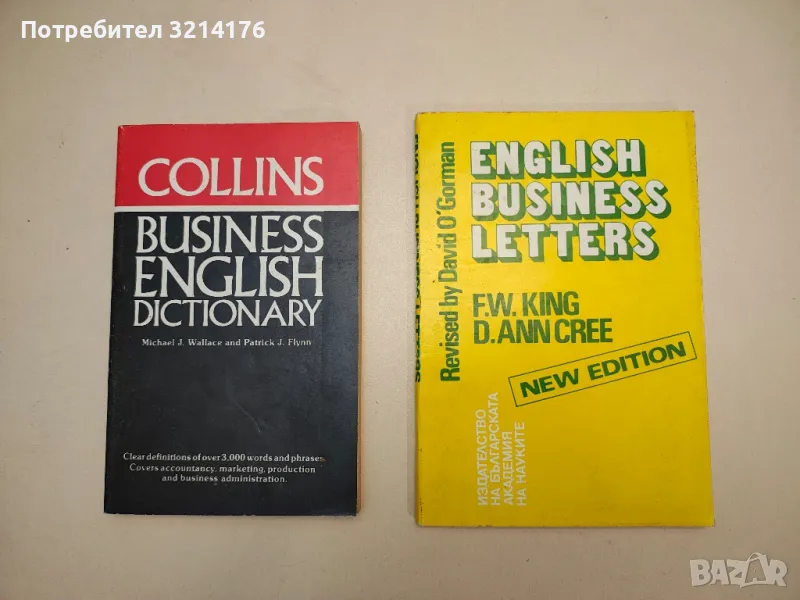 Потребител 3214176
COLLINS
BUSINESS
ENGLISH
DICTIONARY
Michael J. Wallace and Patrick J. Flynn
Clear definitions of over 3,000 words and phrases.
Covers accountancy, marketing, production
and business administration.
ENGLISH
BUSINESS
LETTERS
F.W. KING
D. ANN CREE
NEW EDITION
Revised by David O'Gorman
ИЗДАТЕЛСТВО
НА БЪЛГАРСКАТА
АКАДЕМИЯ
НА НАУКИТЕ
BAZAR